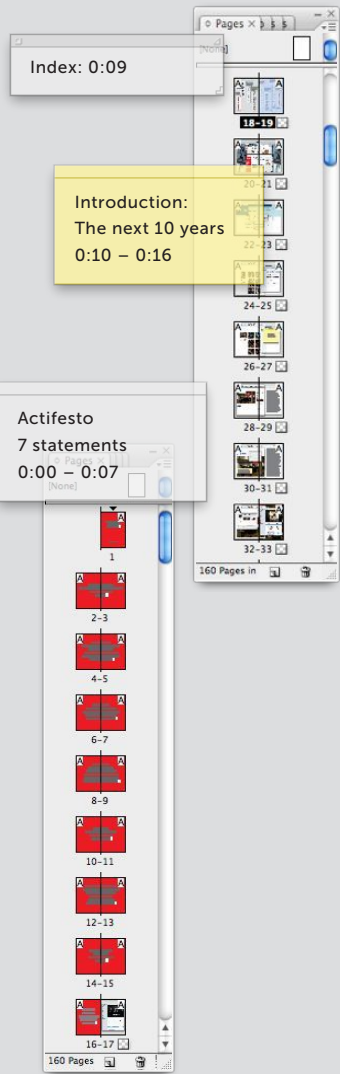 Pages
[None]
Index: 0:09
18-19
20-21
Introduction:
The next 10 years
0:10 – 0:16
22-23
24-25
26-27
28-29
30-31
32-33
160 Pages in
Actifesto
7 statements
0:00 – 0:07
Pages
[None]
1
2-3
4-5
6-7
8-9
10-11
12-13
14-15
16-17
160 Pages